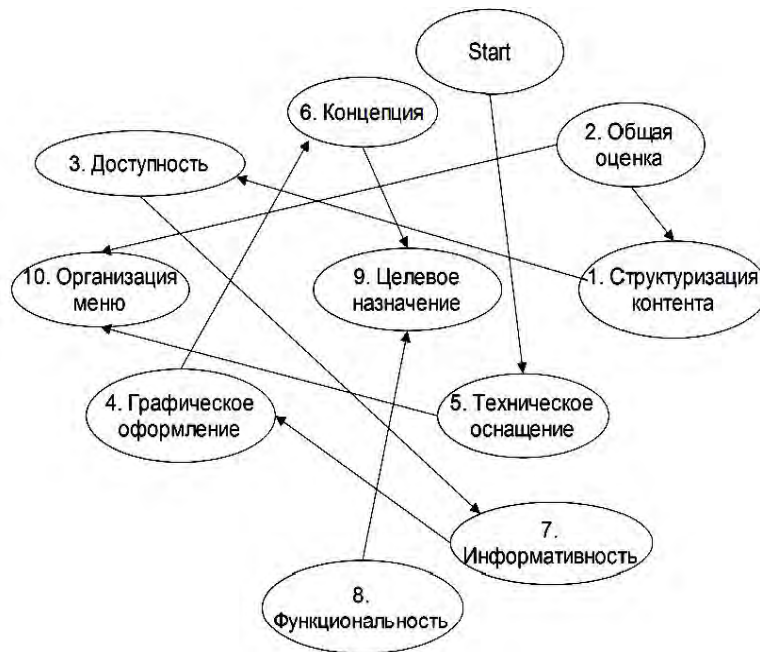 Start
6. Концепция
2. Общая
оценка
3. Доступность
10. Организация
меню
9. Целевое
назначение
1. Структуризация
контента
4. Графическое
оформление
5. Техническое
оснащение
7.
Информативность
8.
Функциональность